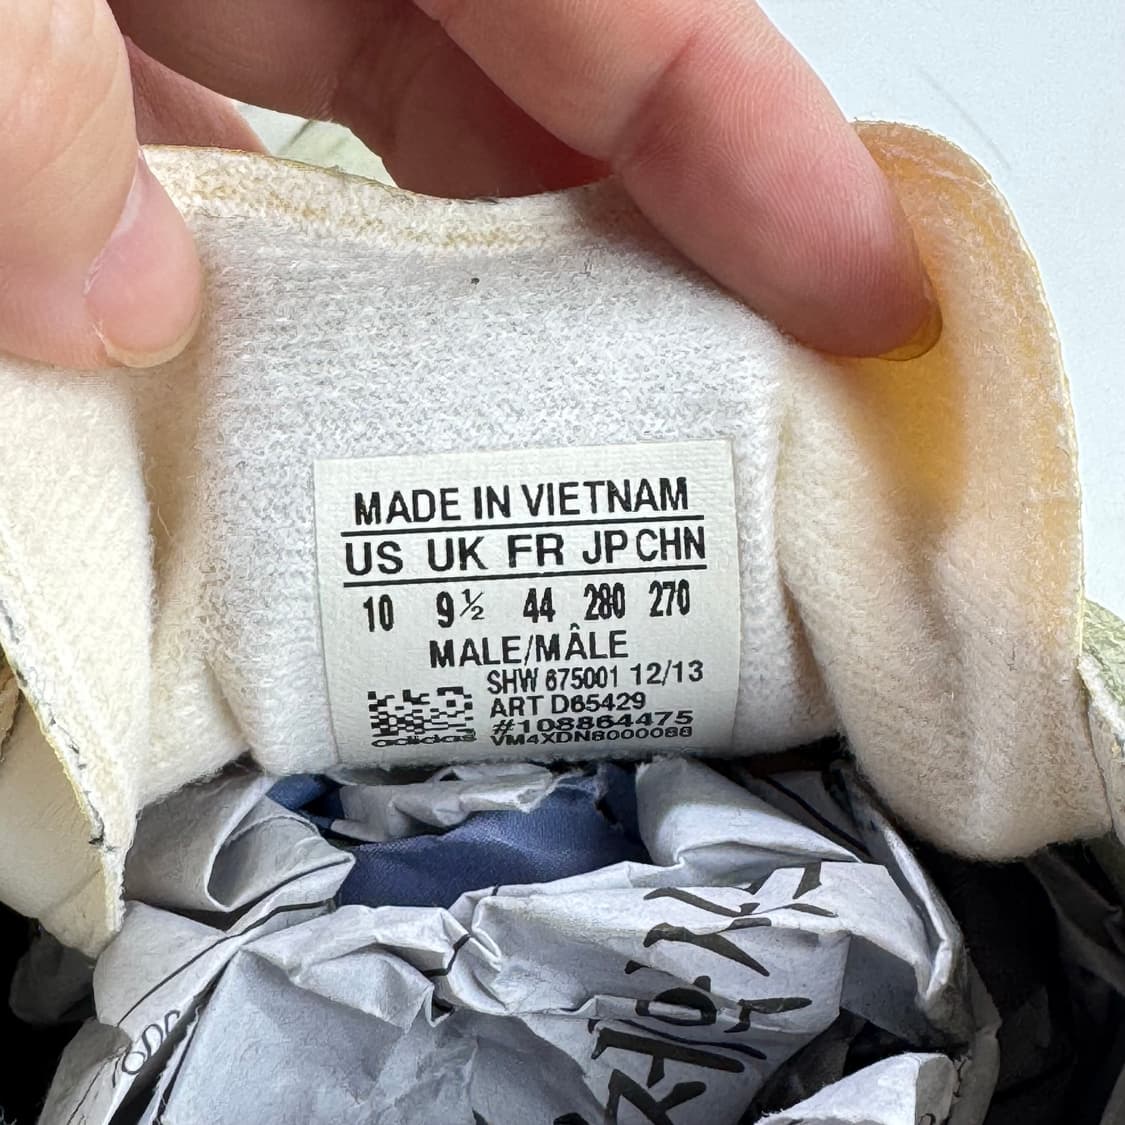 MADE IN VIETNAM
US UK FR JP CHN
10 9½ 44 280 270
MALE/MÂLE
SHW 675001 12/13
ART D65429
#108864475
VM4XDN8000088
adidas